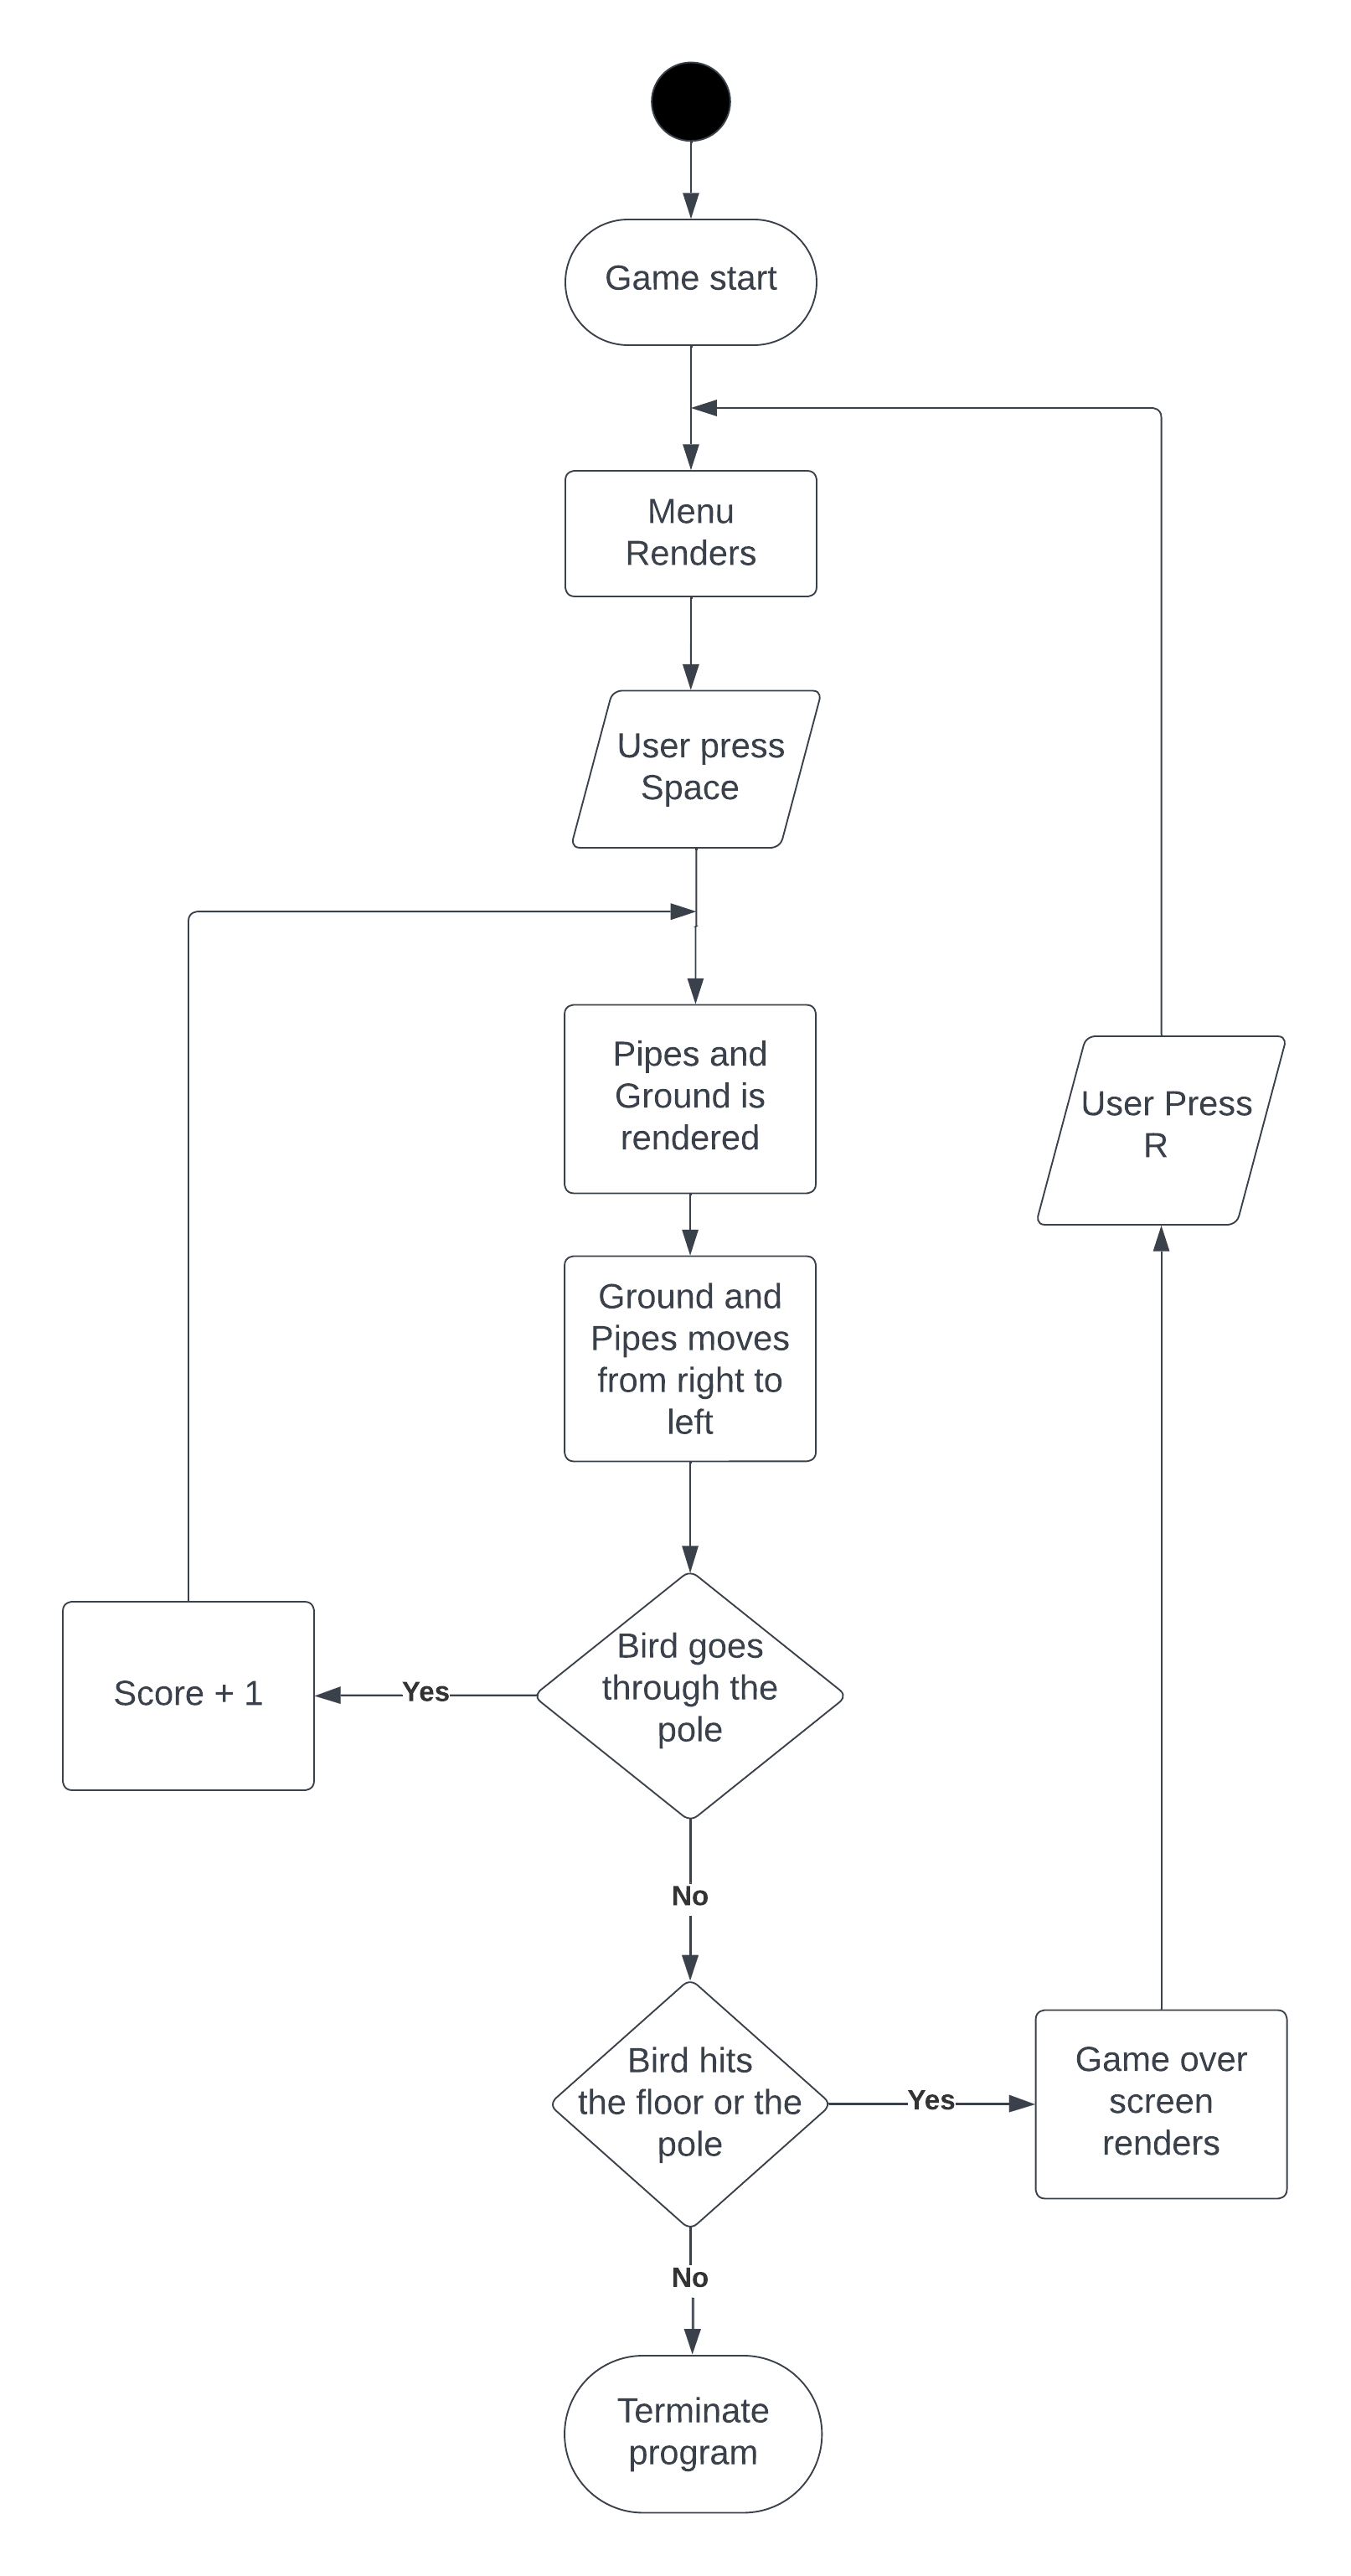 Game start
Menu
Renders
User press
Space
Pipes and
Ground is
rendered
User Press
R
Ground and
Pipes moves
from right to
left
Bird goes
through the
pole
Yes
Score + 1
No
Bird hits
the floor or the
pole
Yes
Game over
screen
renders
No
Terminate
program